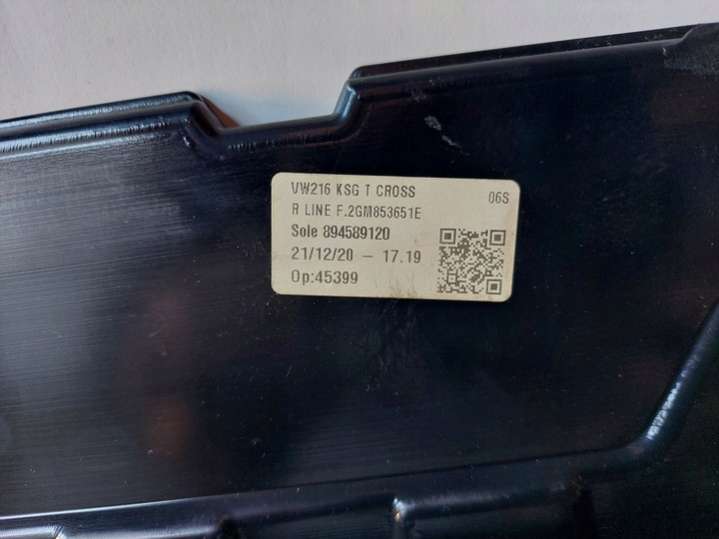 VW216 KSG T CROSS 06S
R LINE F.2GM853651E
Sole 894589120
21/12/20 – 17.19
Op:45399